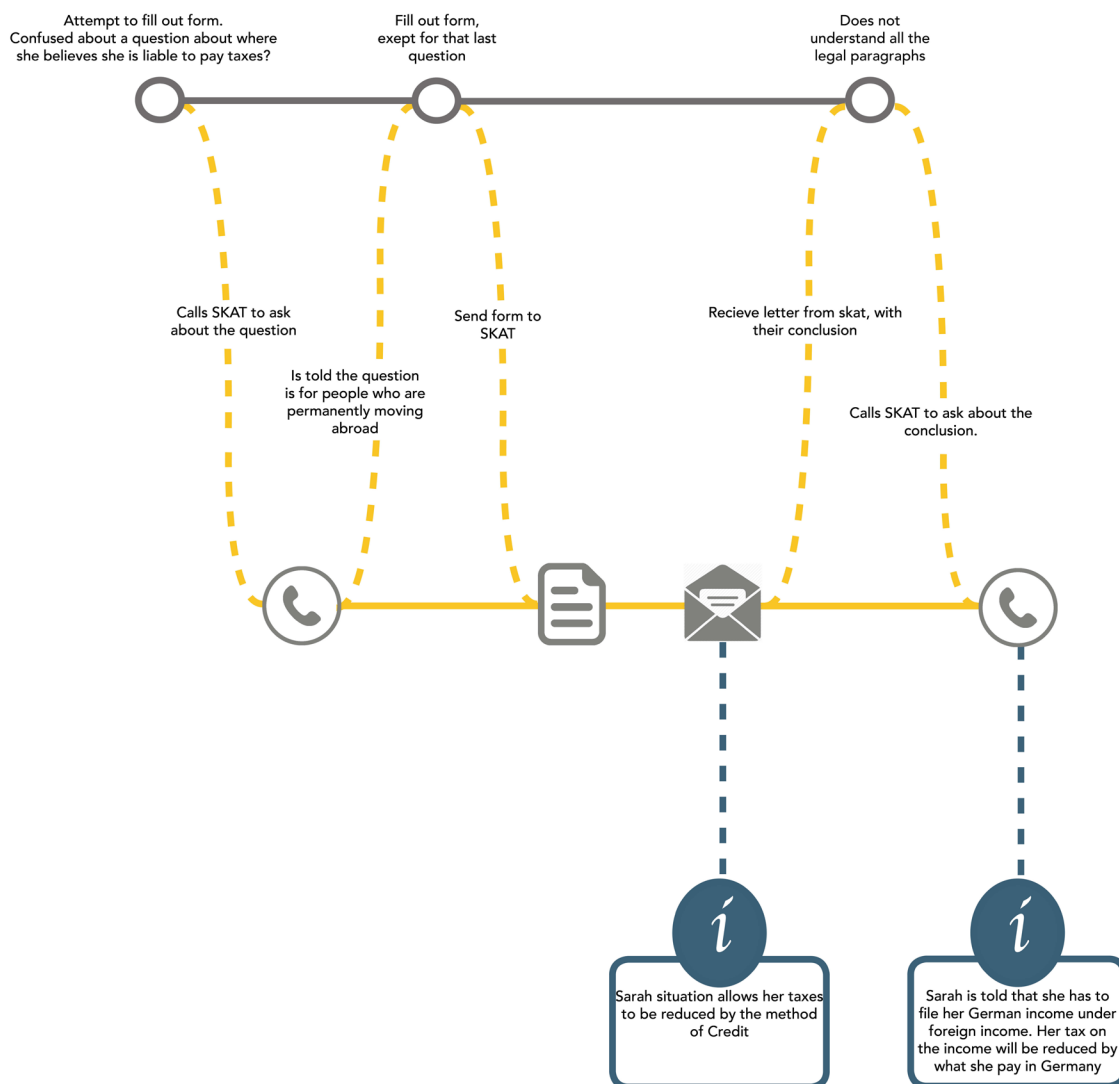 Attempt to fill out form.
Confused about a question about where
she believes she is liable to pay taxes?
Fill out form,
exept for that last
question
Does not
understand all the
legal paragraphs
Calls SKAT to ask
about the question
Is told the question
is for people who are
permanently moving
abroad
Send form to
SKAT
Recieve letter from skat, with
their conclusion
Calls SKAT to ask about the
conclusion.
i
Sarah situation allows her taxes
to be reduced by the method
of Credit
i
Sarah is told that she has to
file her German income under
foreign income. Her tax on
the income will be reduced by
what she pay in Germany